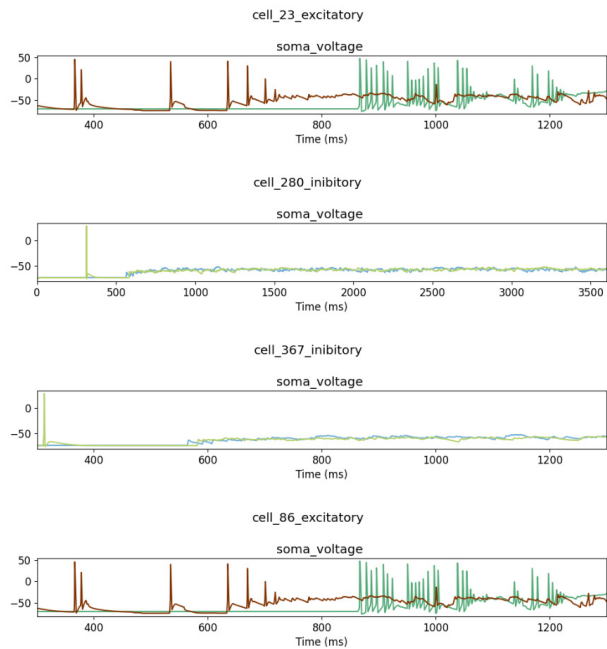 cell_23_excitatory
soma_voltage
50
0
−50
400
600
800
1000
1200
Time (ms)
cell_280_inibitory
soma_voltage
0
−50
0
500
1000
1500
2000
2500
3000
3500
Time (ms)
cell_367_inibitory
soma_voltage
0
−50
400
600
800
1000
1200
Time (ms)
cell_86_excitatory
soma_voltage
50
0
−50
400
600
800
1000
1200
Time (ms)